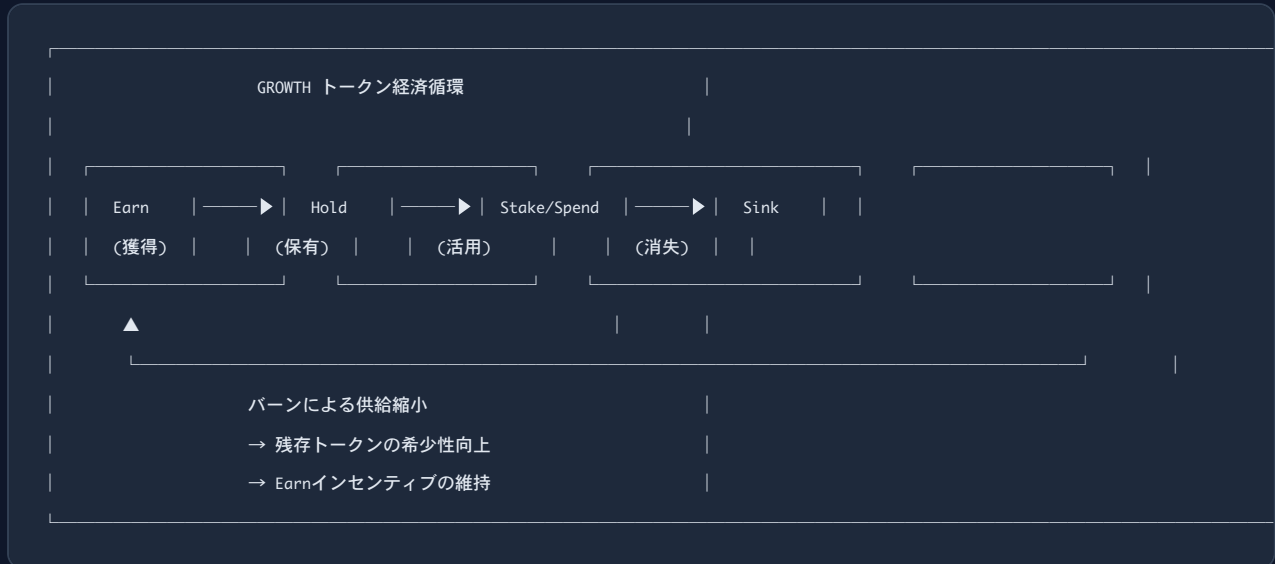 GROWTH トークン経済循環
Earn ───▶ Hold ───▶ Stake/Spend ───▶ Sink
(獲得) (保有) (活用) (消失)
▲
バーンによる供給縮小
→ 残存トークンの希少性向上
→ Earnインセンティブの維持